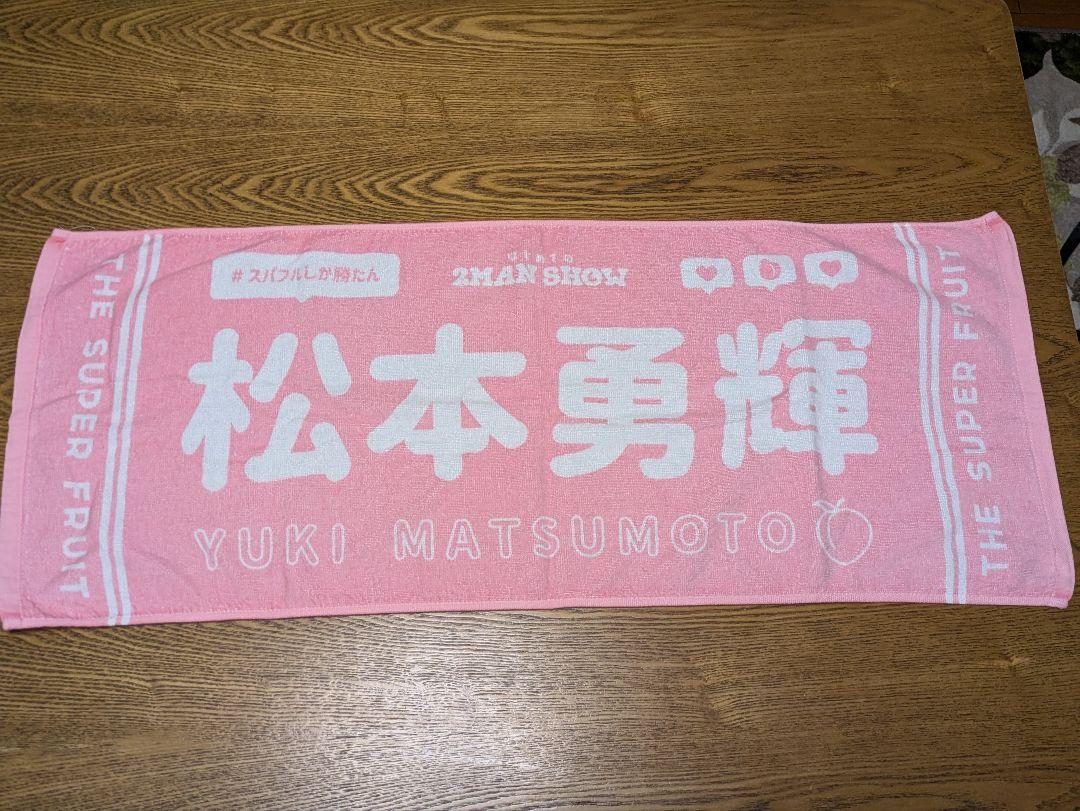 THE SUPER FRUIT
#スパフルしか勝たん
はじめての
2MAN SHOW
松本勇輝
YUKI MATSUMOTO
THE SUPER FRUIT